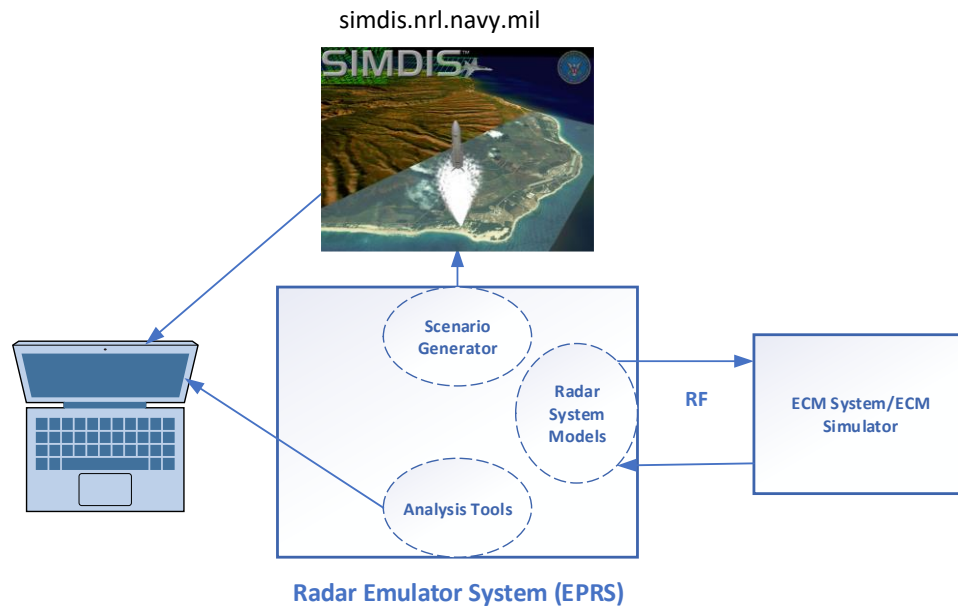 simdis.nrl.navy.mil
SIMDIS™
Scenario
Generator
Radar
System
Models
RF
ECM System/ECM
Simulator
Analysis Tools
Radar Emulator System (EPRS)